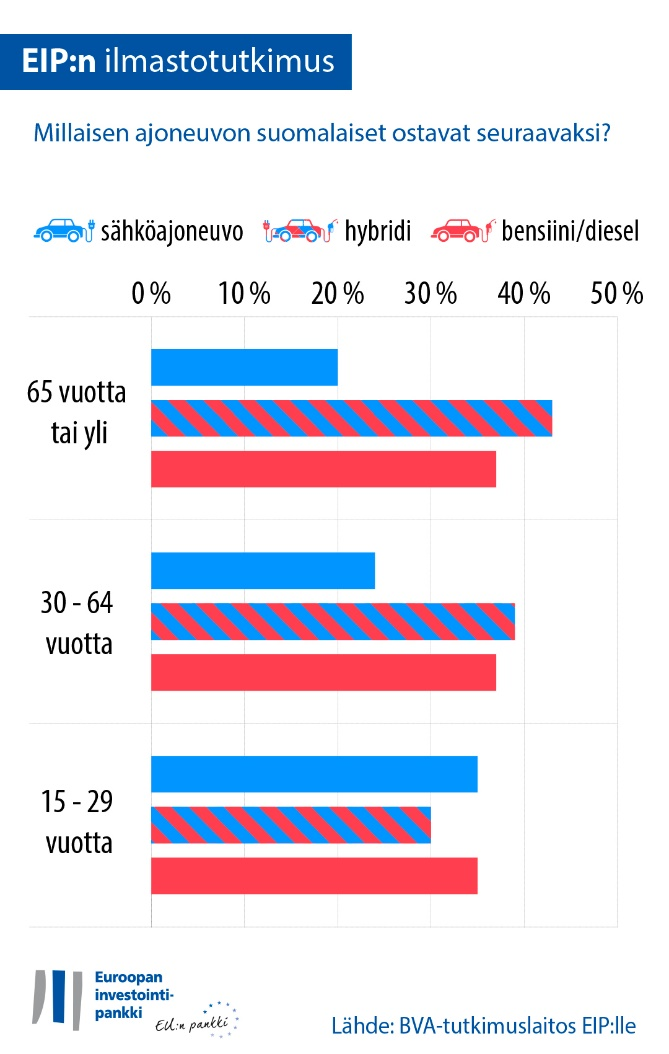 EIP:n ilmastotutkimus
Millaisen ajoneuvon suomalaiset ostavat seuraavaksi?
sähköajoneuvo hybridi bensiini/diesel
0 % 10 % 20 % 30 % 40 % 50 %
65 vuotta
tai yli
30 - 64
vuotta
15 - 29
vuotta
Euroopan
investointi-
pankki
EU:n pankki
Lähde: BVA-tutkimuslaitos EIP:lle